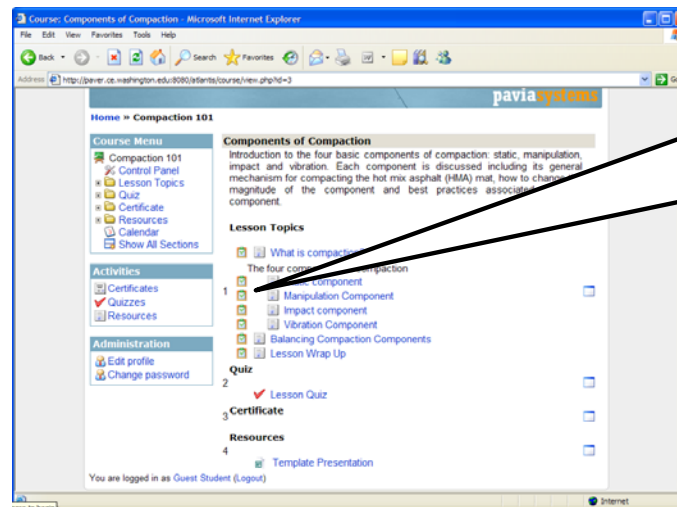 Course: Components of Compaction - Microsoft Internet Explorer
File Edit View Favorites Tools Help
Back Search Favorites
Address http://paver.ce.washington.edu:8080/atlantis/course/view.php?id=3
paviasystems
Home » Compaction 101
Course Menu
Compaction 101
Control Panel
Lesson Topics
Quiz
Certificate
Resources
Calendar
Show All Sections
Activities
Certificates
Quizzes
Resources
Administration
Edit profile
Change password
Components of Compaction
Introduction to the four basic components of compaction: static, manipulation,
impact and vibration. Each component is discussed including its general
mechanism for compacting the hot mix asphalt (HMA) mat, how to change
magnitude of the component and best practices associated
component.
Lesson Topics
What is compaction
The four compaction
1
component
Manipulation Component
Impact component
Vibration Component
Balancing Compaction Components
Lesson Wrap Up
Quiz
2
Lesson Quiz
3 Certificate
Resources
4
Template Presentation
You are logged in as Guest Student (Logout)
Internet